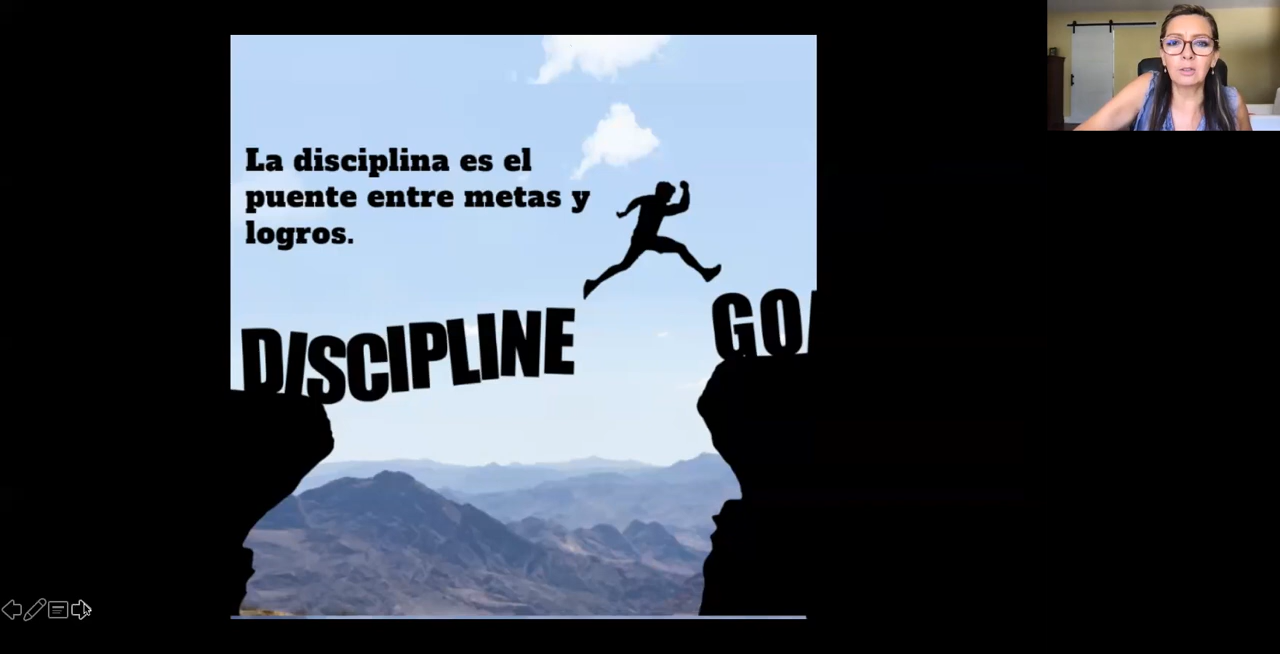 La disciplina es el
puente entre metas y
logros.
DISCIPLINE
GO